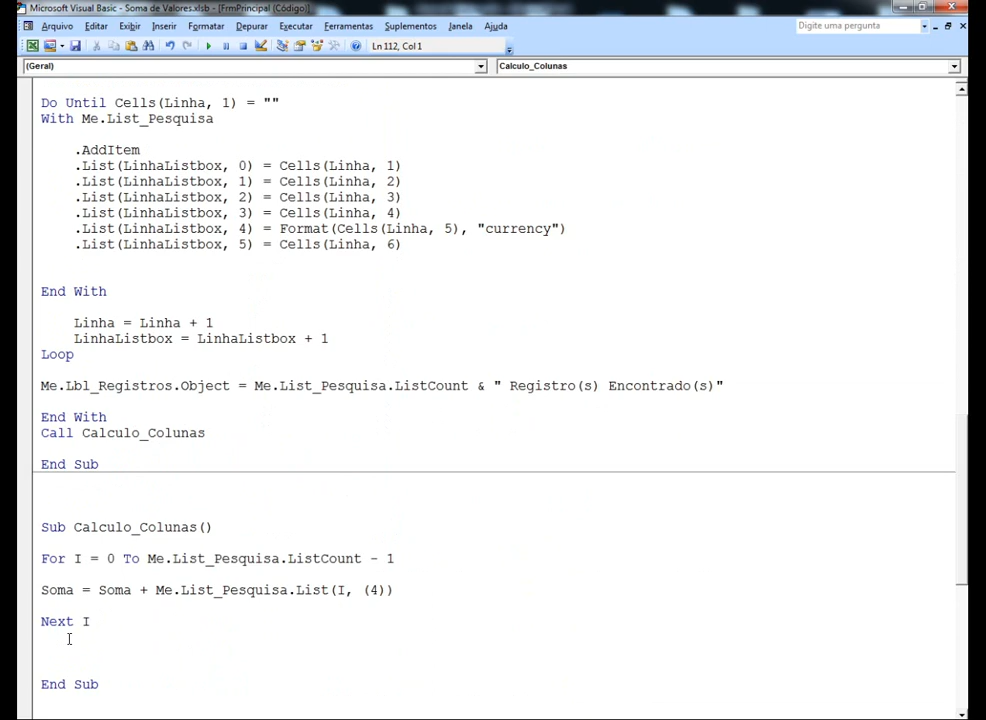 Microsoft Visual Basic - Soma de Valores.xlsb - [FrmPrincipal (Código)]
Arquivo Editar Exibir Inserir Formatar Depurar Executar Ferramentas Suplementos Janela Ajuda Digite uma pergunta
Ln 112, Col 1
(Geral) Calculo_Colunas
Do Until Cells(Linha, 1) = ""
With Me.List_Pesquisa
.AddItem
.List(LinhaListbox, 0) = Cells(Linha, 1)
.List(LinhaListbox, 1) = Cells(Linha, 2)
.List(LinhaListbox, 2) = Cells(Linha, 3)
.List(LinhaListbox, 3) = Cells(Linha, 4)
.List(LinhaListbox, 4) = Format(Cells(Linha, 5), "currency")
.List(LinhaListbox, 5) = Cells(Linha, 6)
End With
Linha = Linha + 1
LinhaListbox = LinhaListbox + 1
Loop
Me.Lbl_Registros.Object = Me.List_Pesquisa.ListCount & " Registro(s) Encontrado(s)"
End With
Call Calculo_Colunas
End Sub
Sub Calculo_Colunas()
For I = 0 To Me.List_Pesquisa.ListCount - 1
Soma = Soma + Me.List_Pesquisa.List(I, (4))
Next I
End Sub